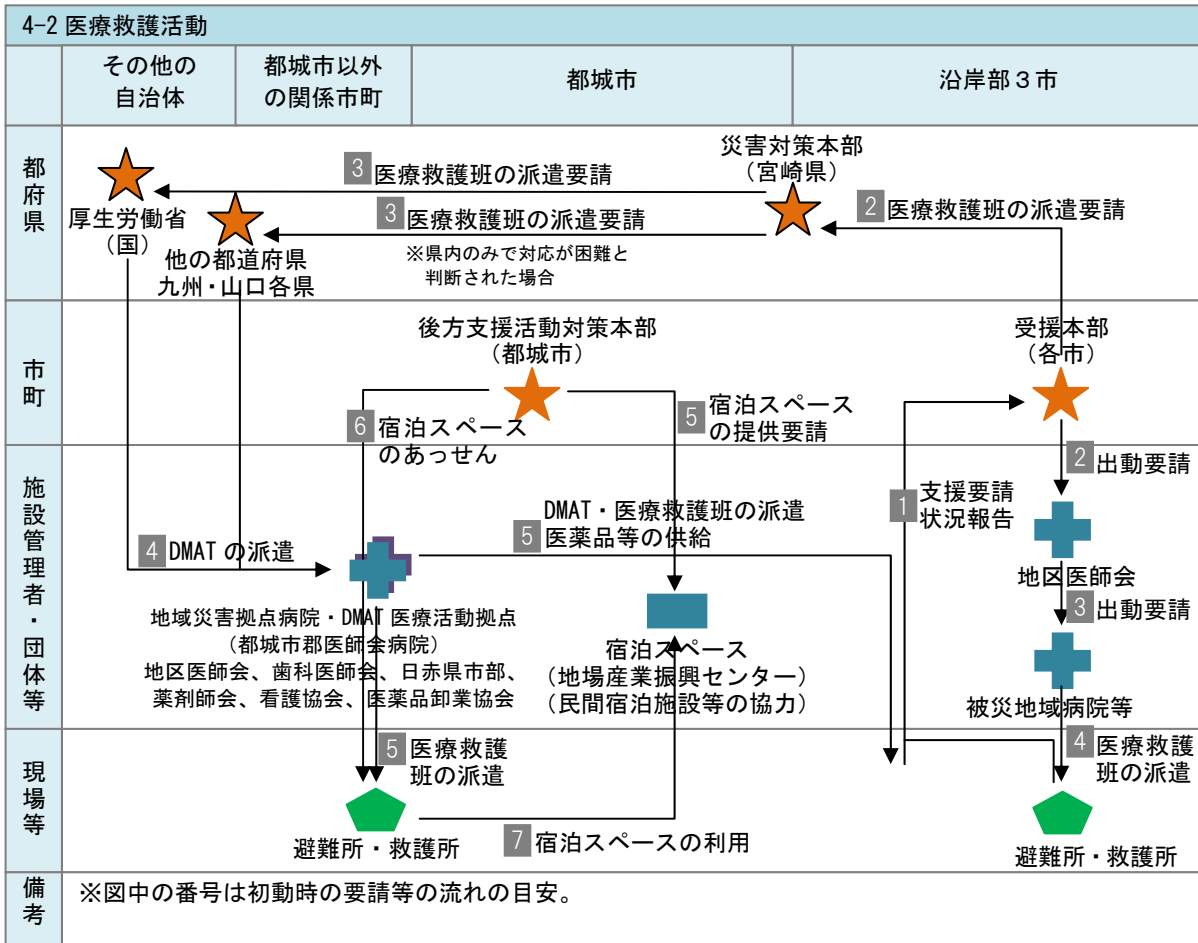 4-2 医療救護活動
その他の
自治体
都城市以外
の関係市町
都城市
沿岸部3市
都府県
災害対策本部
(宮崎県)
3 医療救護班の派遣要請
2 医療救護班の派遣要請
厚生労働省
(国)
3 医療救護班の派遣要請
他の都道府県
九州・山口各県
※県内のみで対応が困難と
判断された場合
市町
後方支援活動対策本部
(都城市)
受援本部
(各市)
6 宿泊スペース
のあっせん
5 宿泊スペース
の提供要請
施設管理者・団体等
2 出動要請
1 支援要請
状況報告
4 DMAT の派遣
5 DMAT・医療救護班の派遣
医薬品等の供給
地区医師会
3 出動要請
地域災害拠点病院・DMAT 医療活動拠点
(都城市郡医師会病院)
地区医師会、歯科医師会、日赤県市部、
薬剤師会、看護協会、医薬品卸業協会
宿泊スペース
(地場産業振興センター)
(民間宿泊施設等の協力)
被災地域病院等
現場等
5 医療救護
班の派遣
4 医療救護
班の派遣
避難所・救護所
7 宿泊スペースの利用
避難所・救護所
備考
※図中の番号は初動時の要請等の流れの目安。